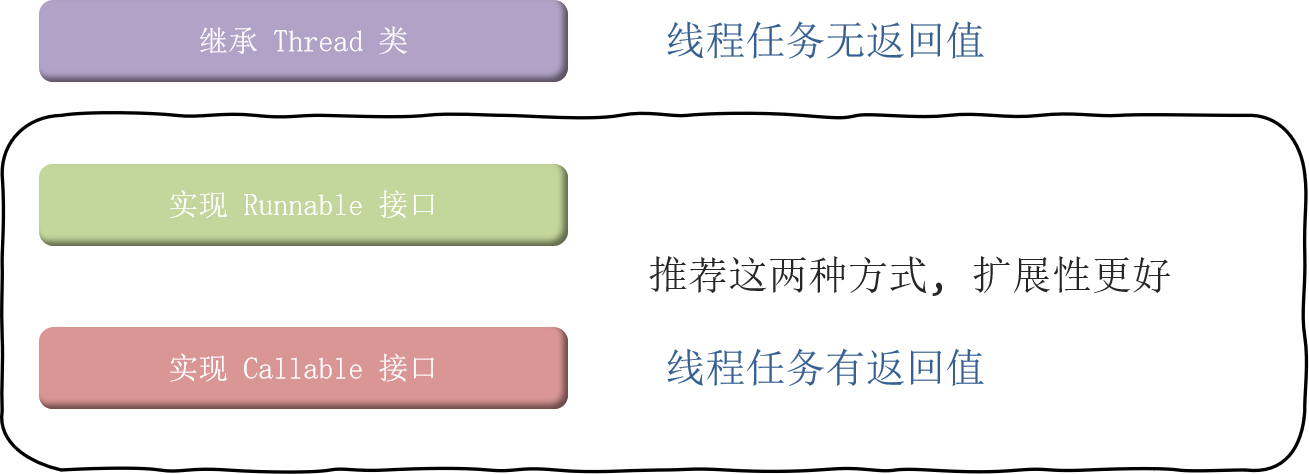 继承 Thread 类
线程任务无返回值
实现 Runnable 接口
推荐这两种方式, 扩展性更好
实现 Callable 接口
线程任务有返回值